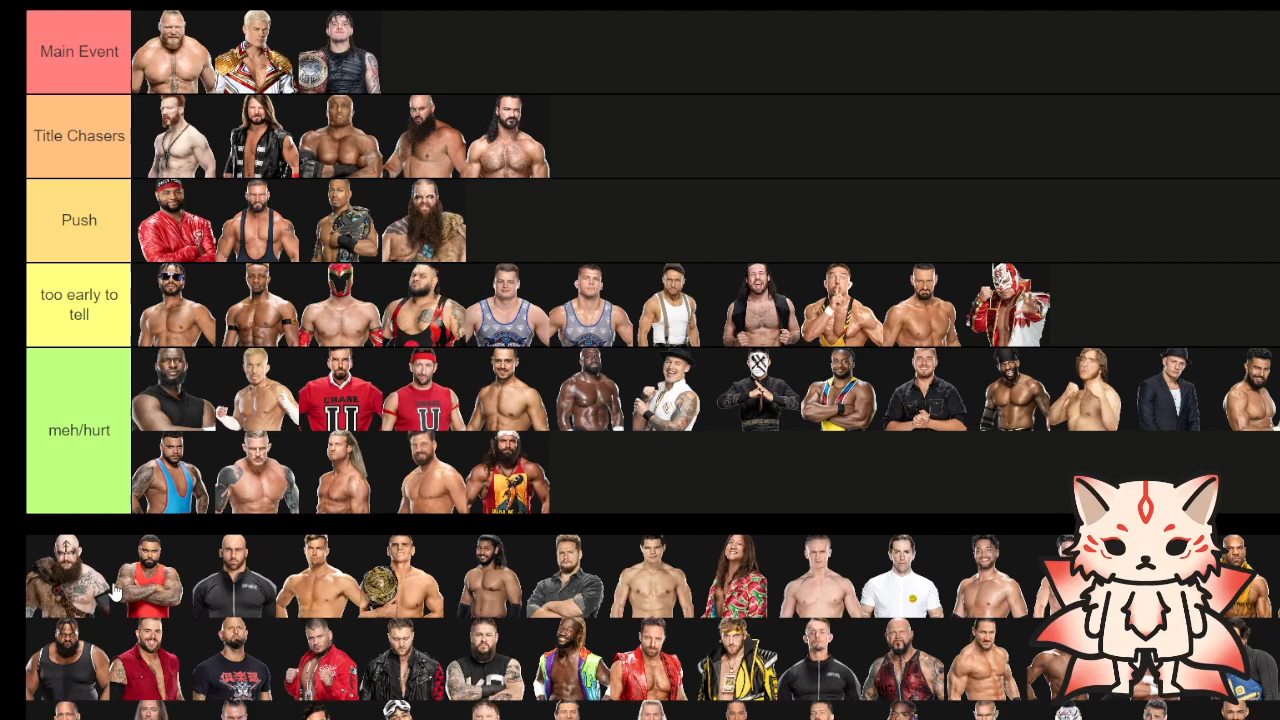 Main Event
Title Chasers
Push
too early to
tell
meh/hurt
CHASE
U
CHASE
U